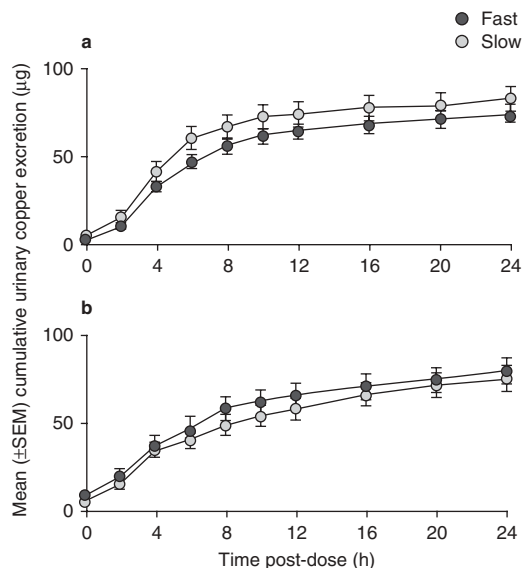 Fast
Slow
a
100
50
0
0 4 8 12 16 20 24
b
100
50
0
0 4 8 12 16 20 24
Time post-dose (h)
Mean (±SEM) cumulative urinary copper excretion (μg)